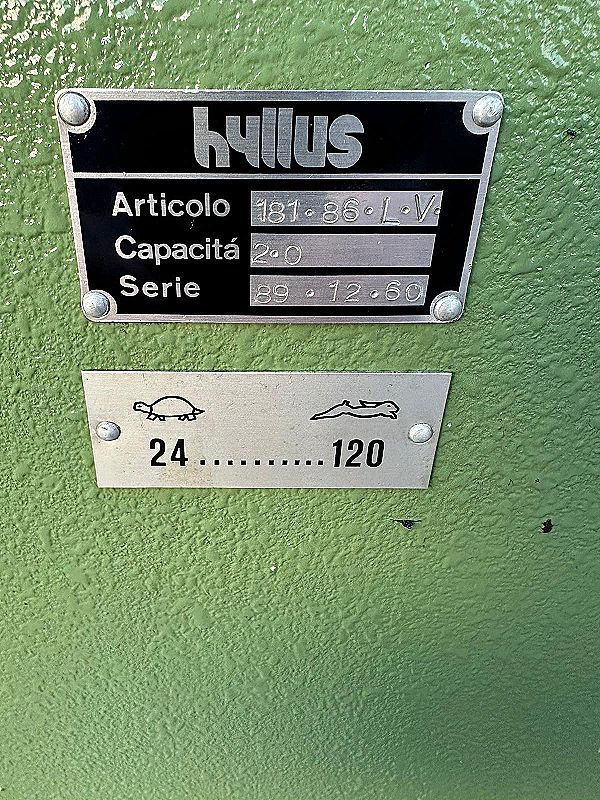 hyllus
Articolo 181·86·L·V·
Capacitá 2·0
Serie 89·12·60
24..........120